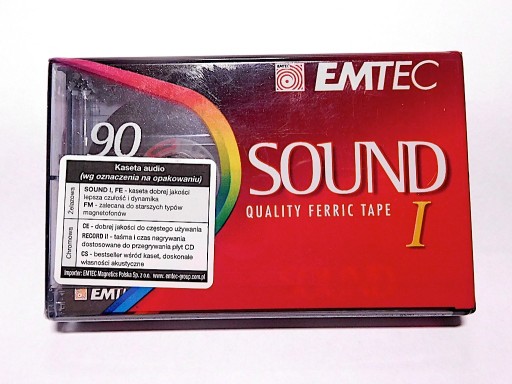 EMTEC
90
SOUND
QUALITY FERRIC TAPE
I
Kaseta audio
(wg oznaczenia na opakowaniu)
Żelazowa
SOUND I, FE - kaseta dobrej jakości
lepsza czułość i dynamika
FM - zalecana do starszych typów
magnetofonów
Chromowa
CE - dobrej jakości do częstego używania
RECORD II - taśma i czas nagrywania
dostosowane do przegrywania płyt CD
CS - bestseller wśród kaset, doskonałe
własności akustyczne
Importer: EMTEC Magnetics Polska Sp. z o.o. www.emtec-group.com.pl
EMT